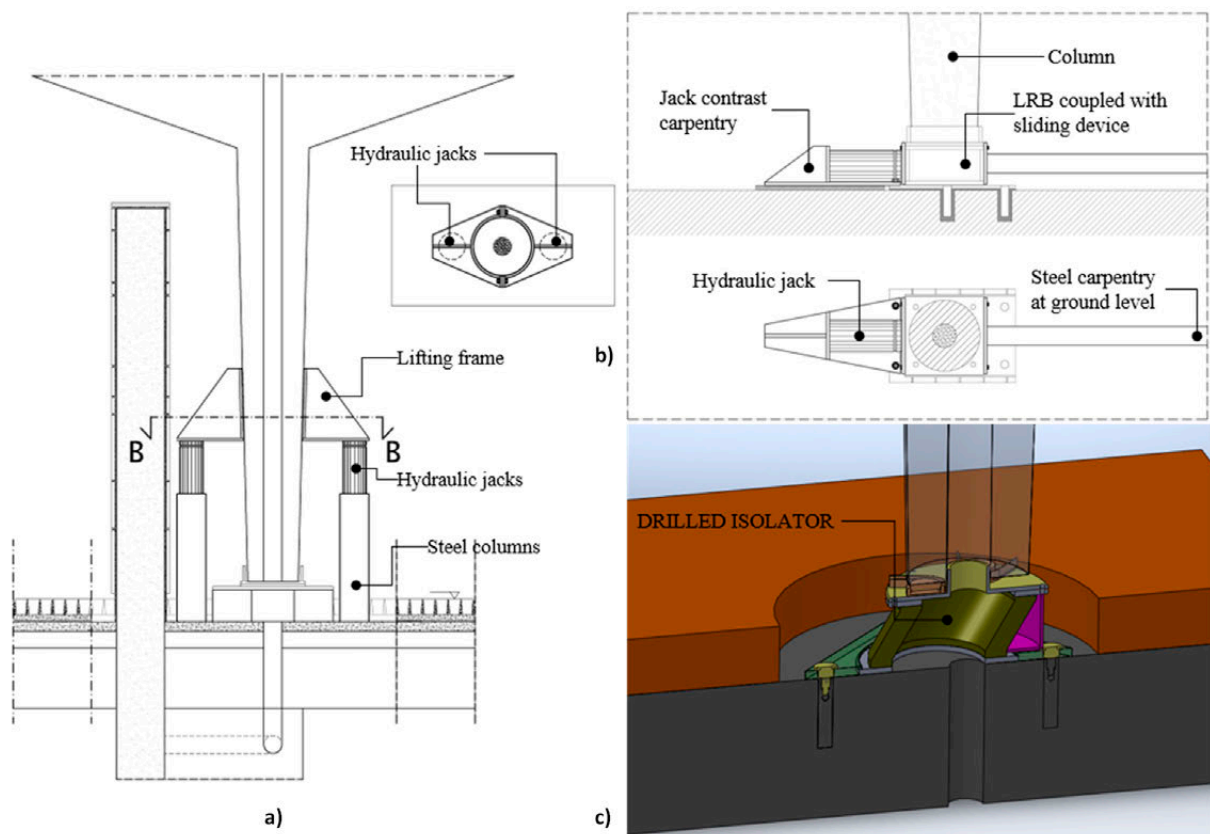 Hydraulic jacks
Lifting frame
B
B
Hydraulic jacks
Steel columns
a)
Column
Jack contrast
carpentry
LRB coupled with
sliding device
Hydraulic jack
Steel carpentry
at ground level
b)
DRILLED ISOLATOR
c)